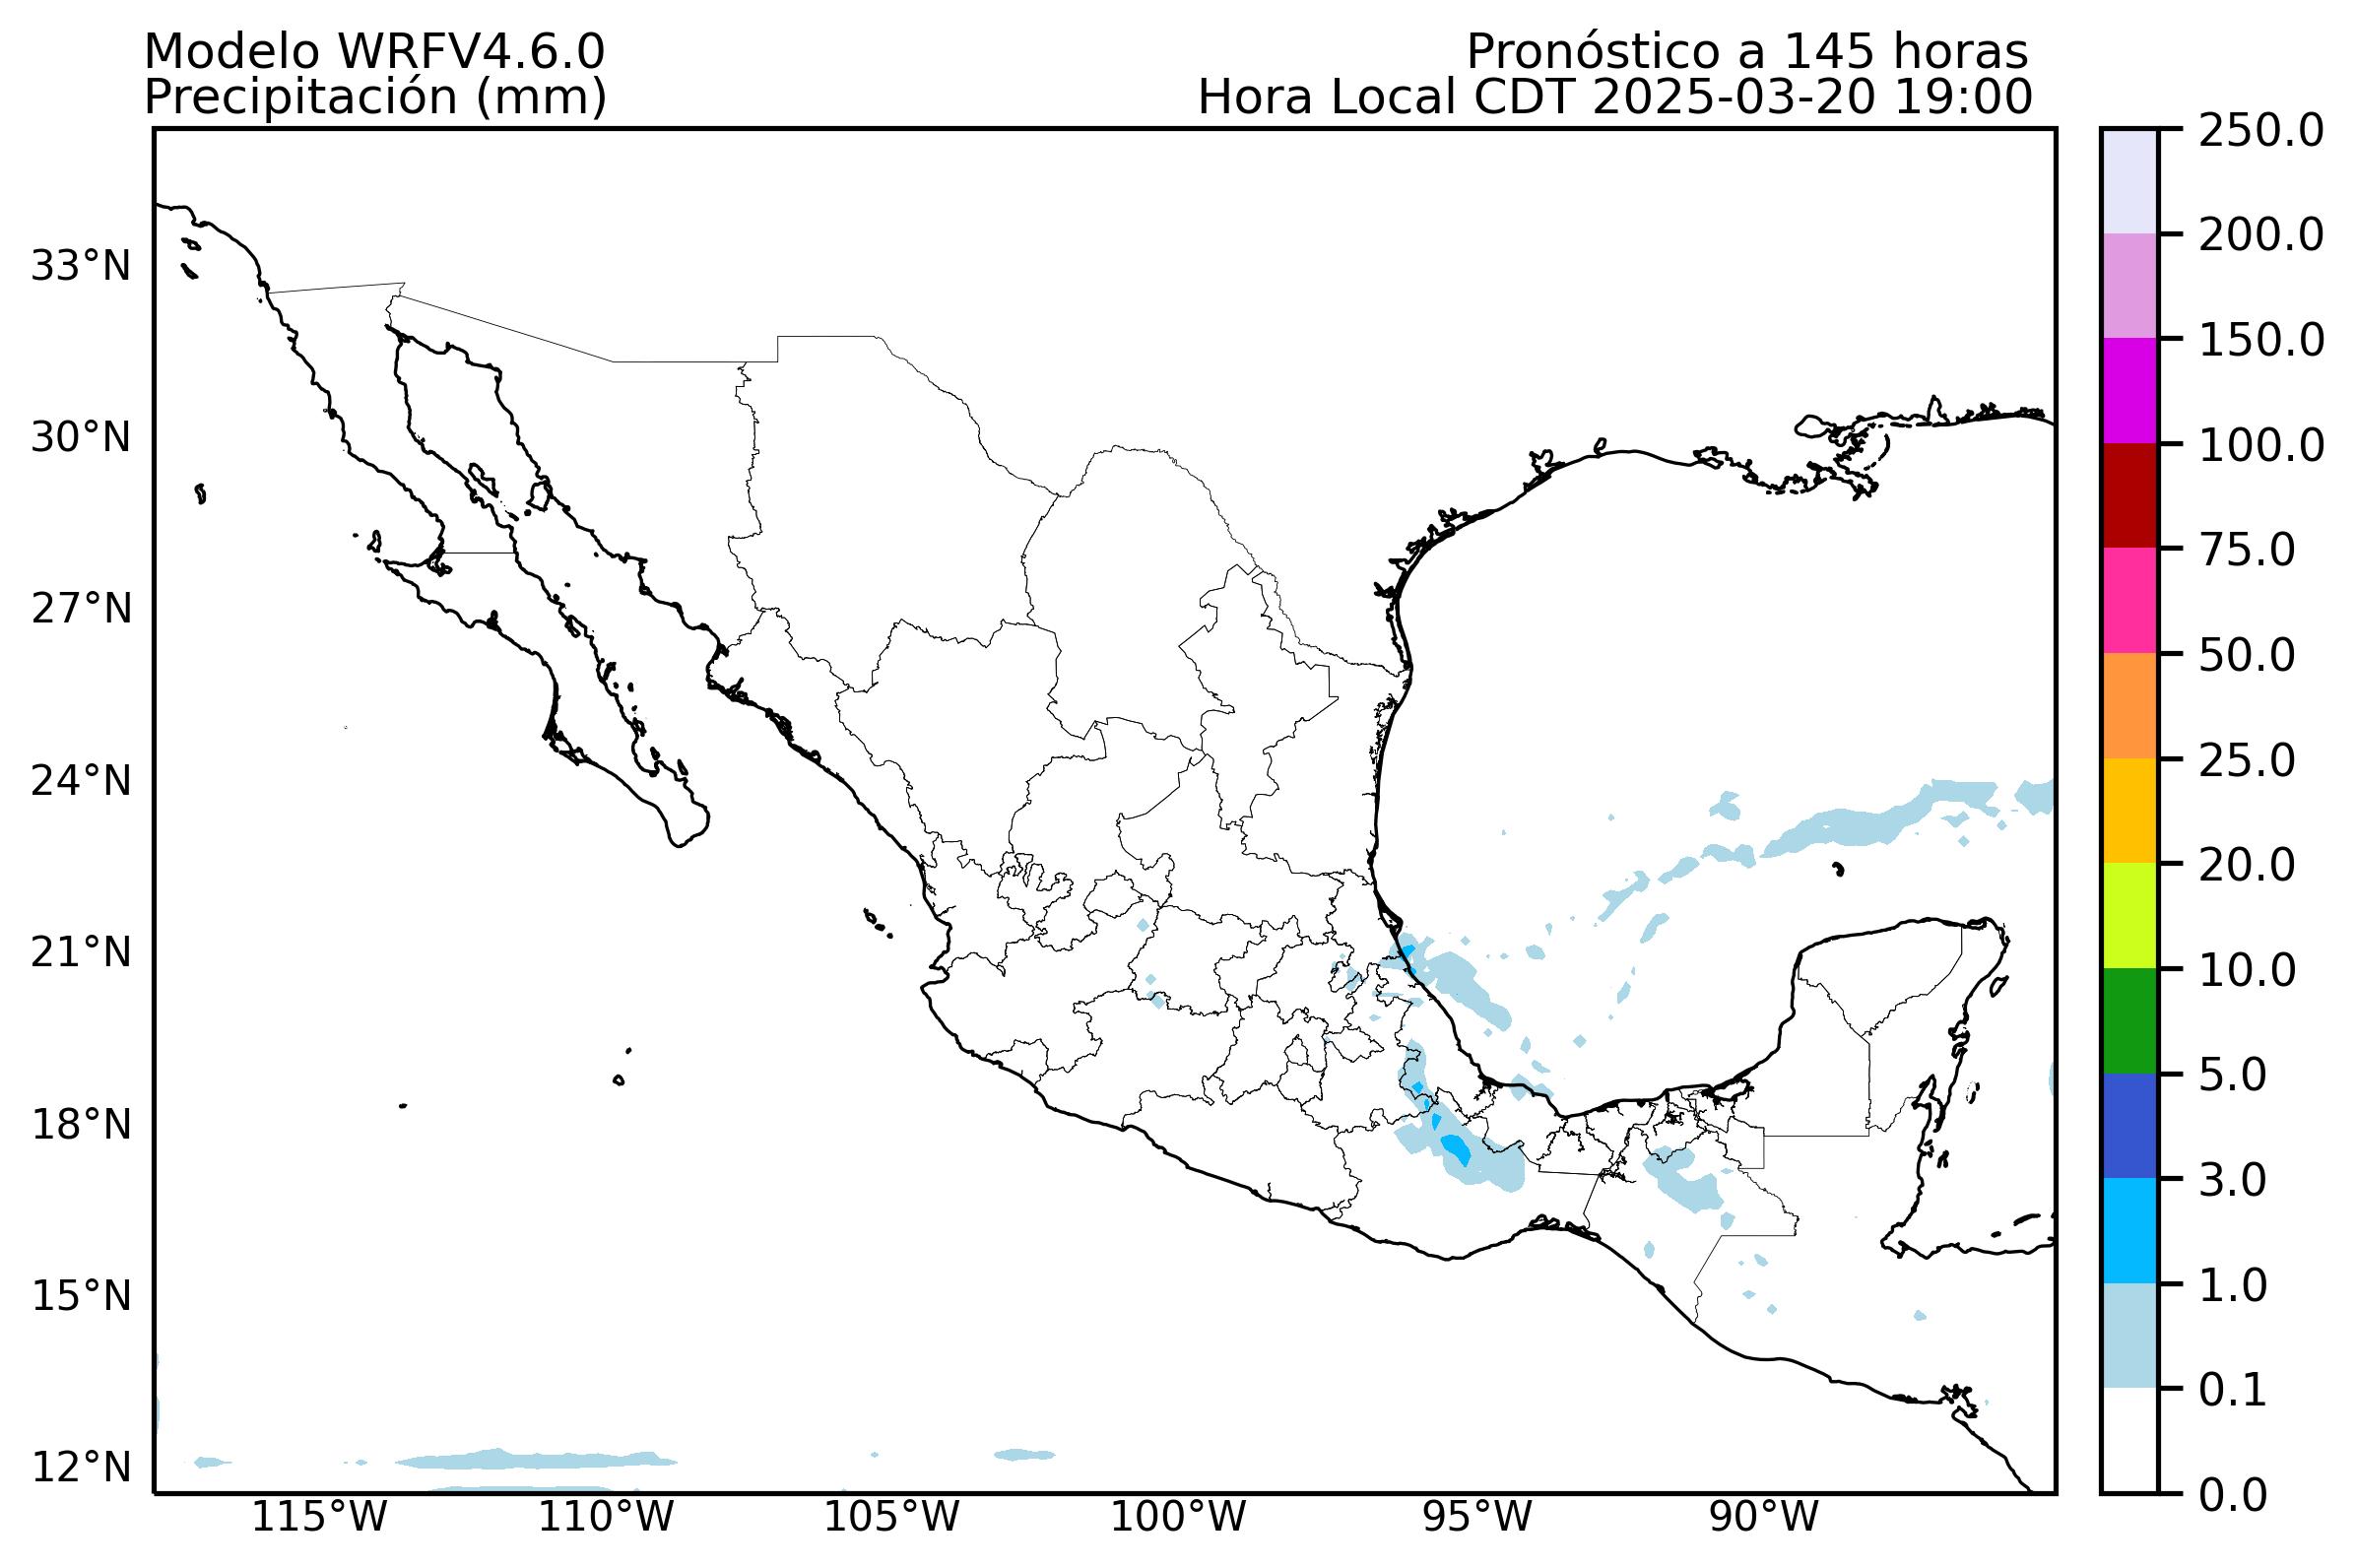 Modelo WRFV4.6.0
Pronóstico a 145 horas
Precipitación (mm)
Hora Local CDT 2025-03-20 19:00
33°N
30°N
27°N
24°N
21°N
18°N
15°N
12°N
115°W
110°W
105°W
100°W
95°W
90°W
250.0
200.0
150.0
100.0
75.0
50.0
25.0
20.0
10.0
5.0
3.0
1.0
0.1
0.0